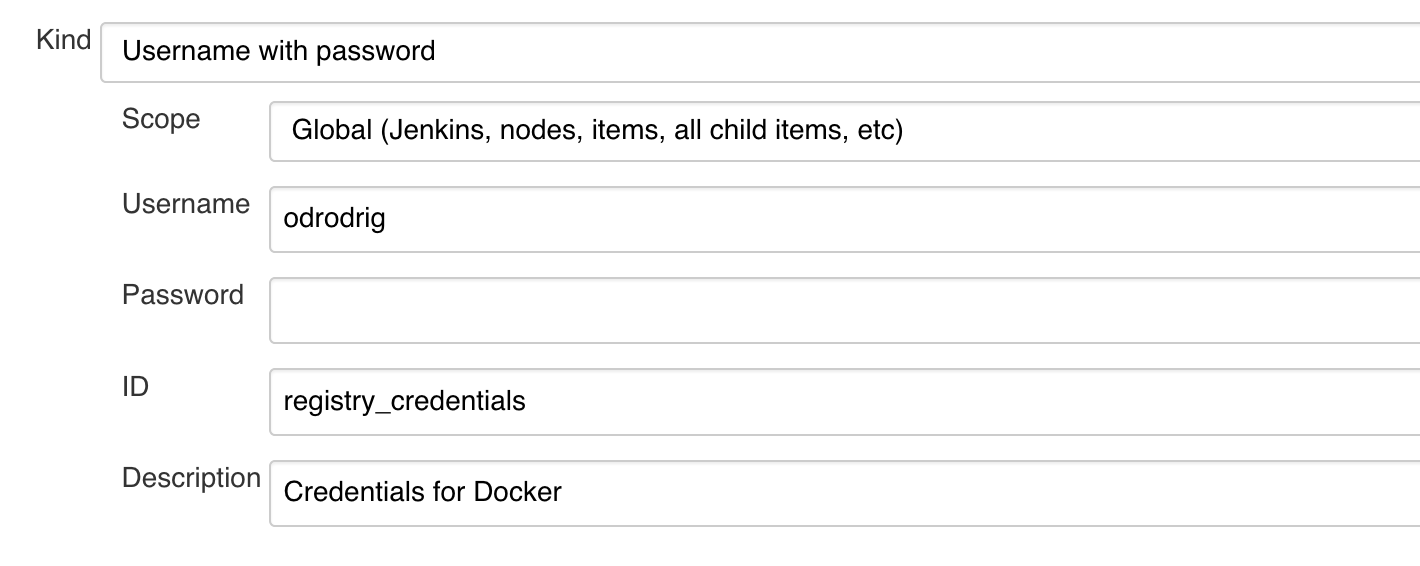 Kind Username with password
Scope Global (Jenkins, nodes, items, all child items, etc)
Username odrodrig
Password
ID registry_credentials
Description Credentials for Docker